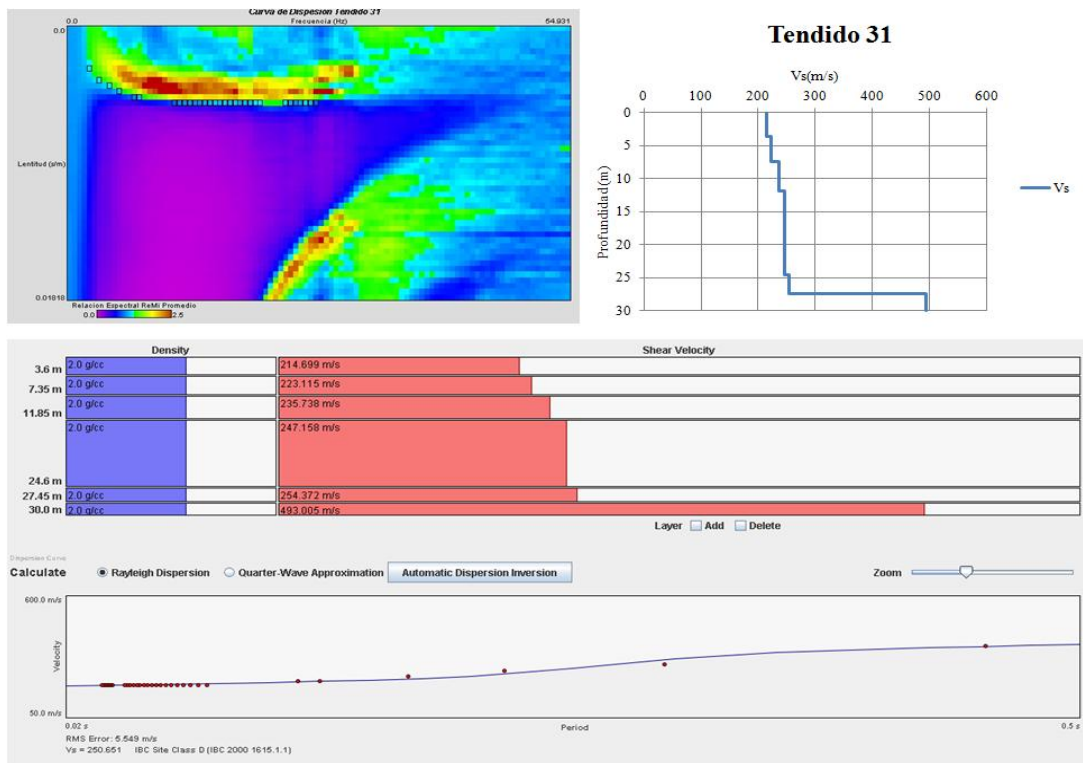 Curva de Dispesión Tendido 31
0.0 Frecuencia (Hz) 54.931
0.0
Lentitud (s/m)
0.01818
Relacion Espectral ReMi Promedio
0.0 2.5
Tendido 31
Vs(m/s)
0 100 200 300 400 500 600
0
5
10
15
20
25
30
Profundidad(m)
Vs
Density Shear Velocity
3.6 m 2.0 g/cc 214.699 m/s
7.35 m 2.0 g/cc 223.115 m/s
11.85 m 2.0 g/cc 235.738 m/s
2.0 g/cc 247.158 m/s
24.6 m
27.45 m 2.0 g/cc 254.372 m/s
30.0 m 2.0 g/cc 493.005 m/s
Layer Add Delete
Dispersion Curve
Calculate Rayleigh Dispersion Quarter-Wave Approximation Automatic Dispersion Inversion Zoom
600.0 m/s
Velocity
50.0 m/s
0.02 s Period 0.5 s
RMS Error: 5.549 m/s
Vs = 250.651 IBC Site Class D (IBC 2000 1615.1.1)